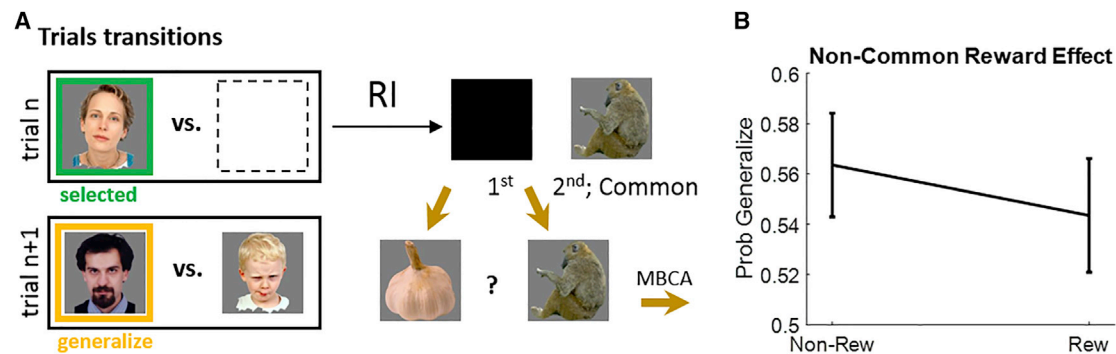 A
Trials transitions
trial n
vs.
RI
selected
1st
2nd; Common
trial n+1
vs.
generalize
?
MBCA
B
Non-Common Reward Effect
Prob Generalize
0.6
0.58
0.56
0.54
0.52
0.5
Non-Rew
Rew